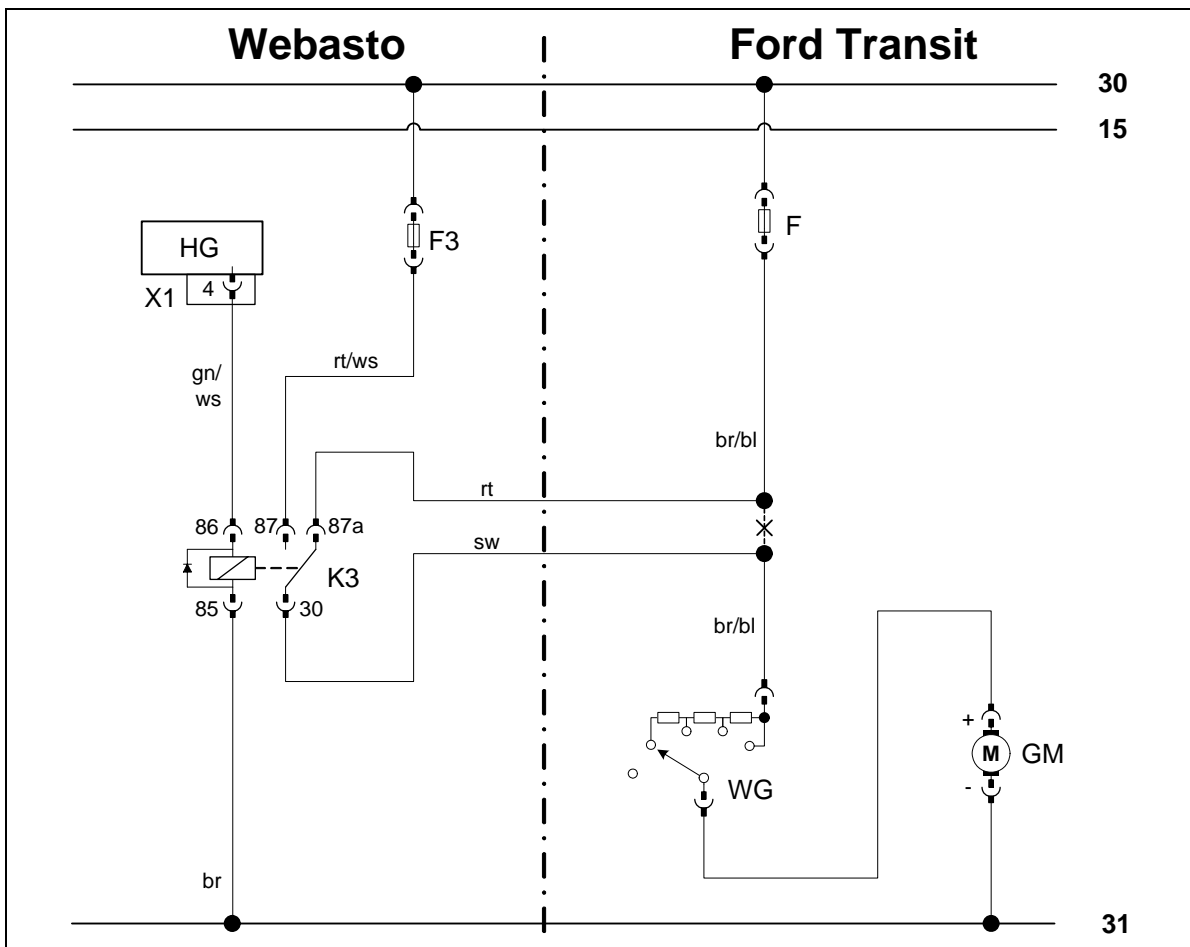 Webasto
Ford Transit
30
15
HG
X1
4
F3
F
gn/
ws
rt/ws
br/bl
rt
86
87
87a
sw
K3
85
30
br/bl
+
M
GM
-
WG
br
31